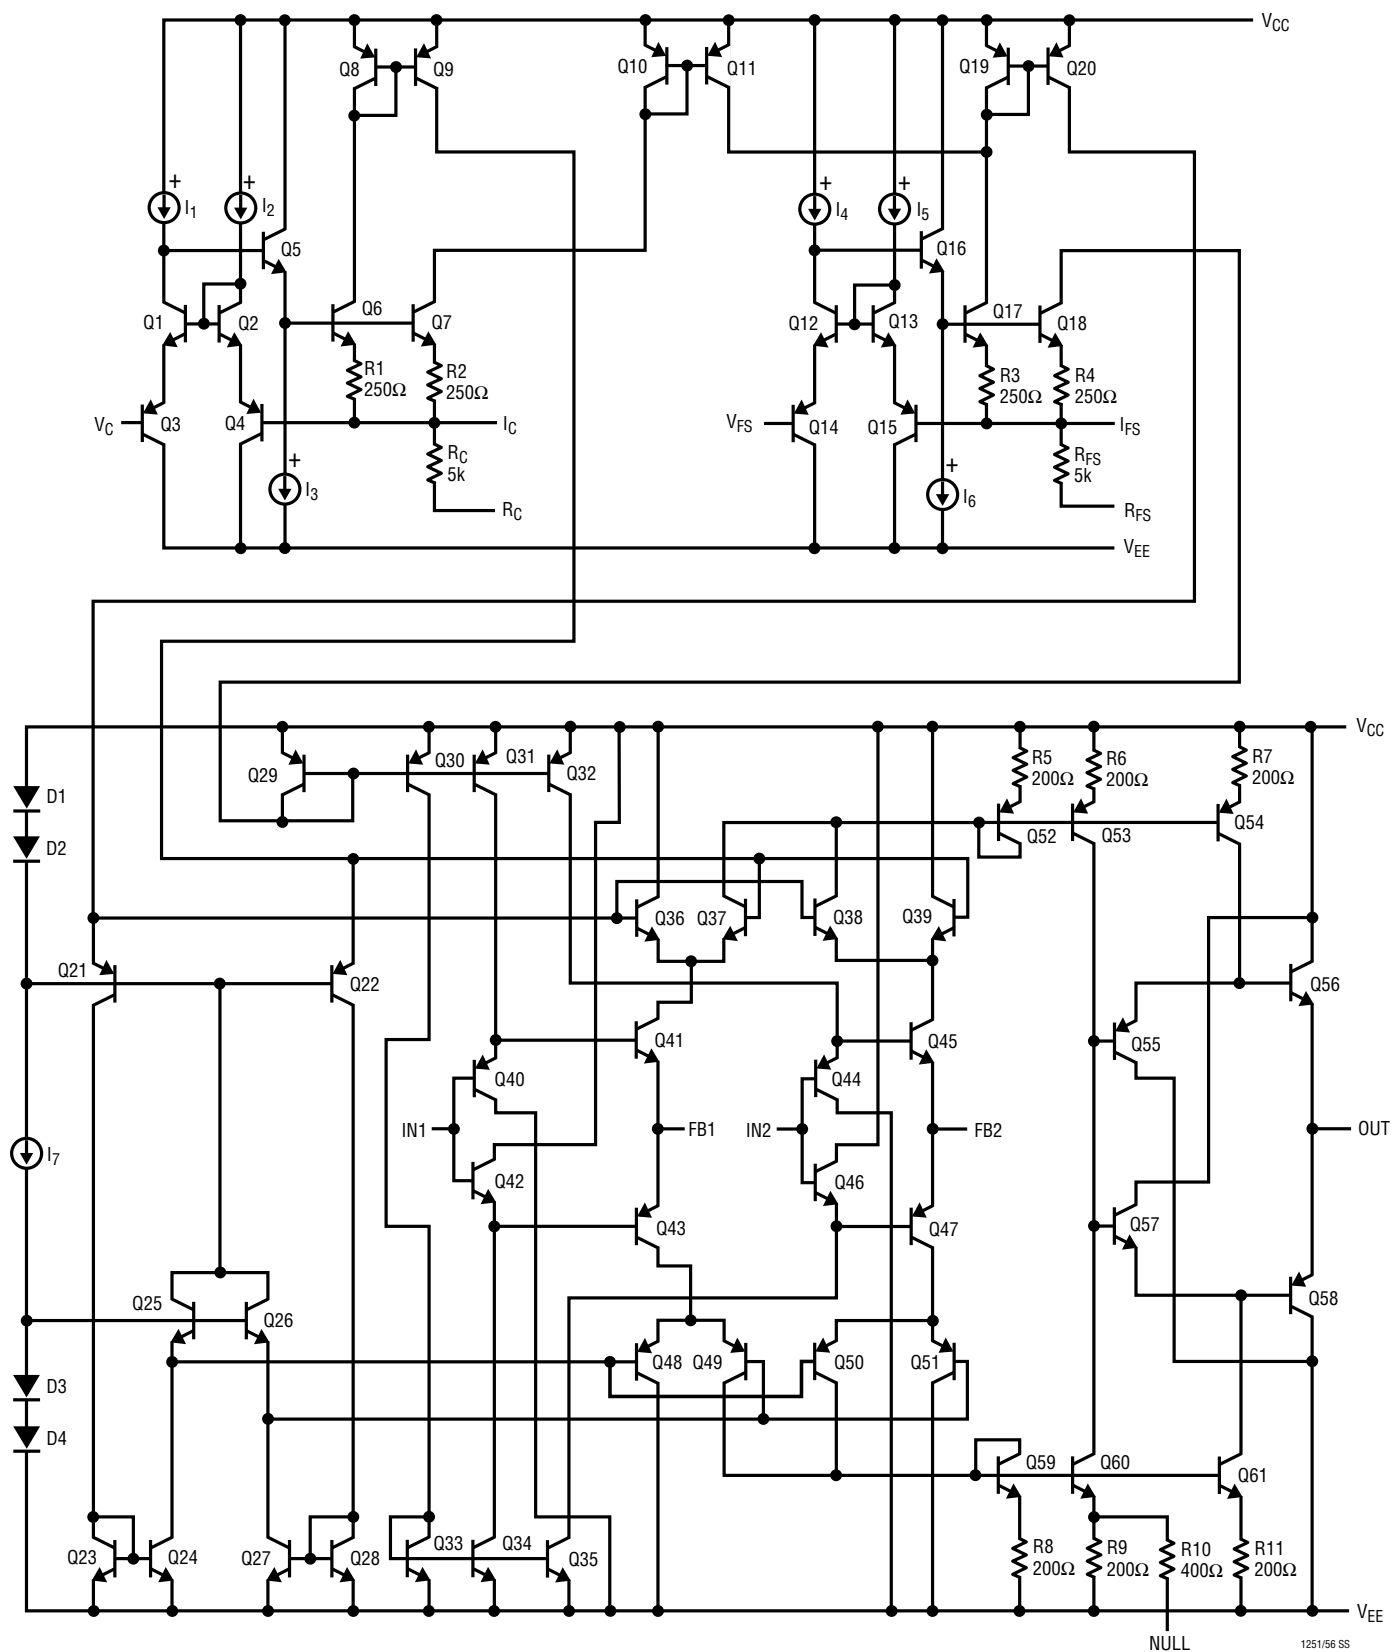 VCC
Q8
Q9
Q10
Q11
Q19
Q20
+
I1
+
I2
+
I4
+
I5
Q5
Q16
Q1
Q2
Q6
Q7
Q12
Q13
Q17
Q18
R1
250Ω
R2
250Ω
R3
250Ω
R4
250Ω
VC
Q3
Q4
IC
VFS
Q14
Q15
IFS
RC
5k
RFS
5k
+
I3
+
I6
RC
RFS
VEE
VCC
Q29
Q30
Q31
Q32
R5
200Ω
R6
200Ω
R7
200Ω
D1
D2
Q52
Q53
Q54
Q36
Q37
Q38
Q39
Q21
Q22
Q56
Q41
Q45
Q55
Q40
Q44
IN1
FB1
IN2
FB2
OUT
I7
Q42
Q46
Q43
Q47
Q57
Q25
Q26
Q58
Q48
Q49
Q50
Q51
D3
D4
Q59
Q60
Q61
Q23
Q24
Q27
Q28
Q33
Q34
Q35
R8
200Ω
R9
200Ω
R10
400Ω
R11
200Ω
VEE
NULL
1251/56 SS